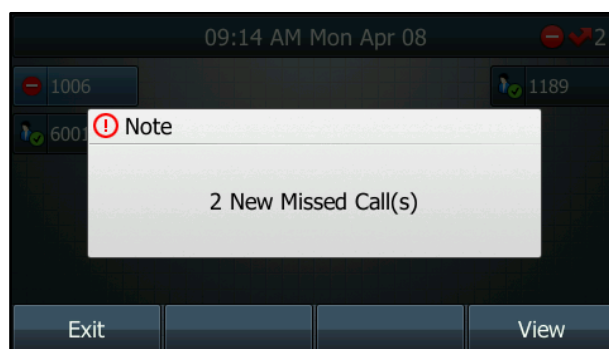 09:14 AM Mon Apr 08
2
1006
1189
6001
Note
2 New Missed Call(s)
Exit
View